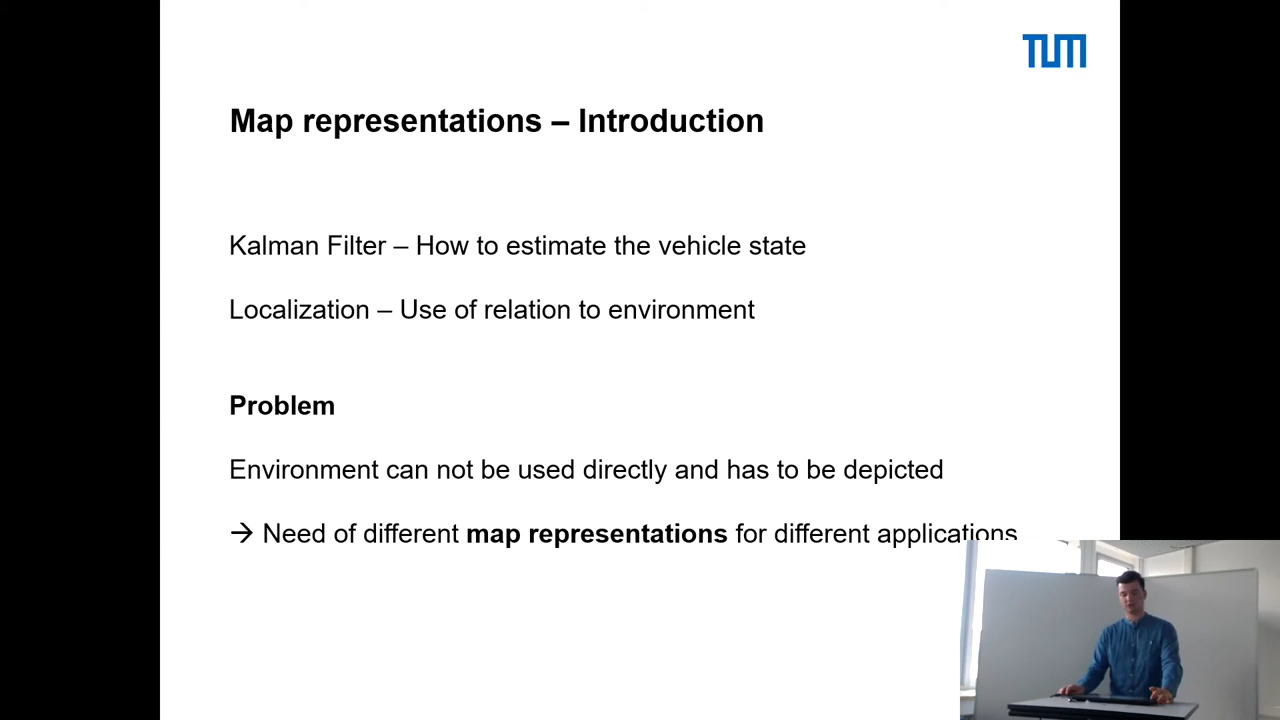 TUM
Map representations – Introduction
Kalman Filter – How to estimate the vehicle state
Localization – Use of relation to environment
Problem
Environment can not be used directly and has to be depicted
→ Need of different map representations for different applications